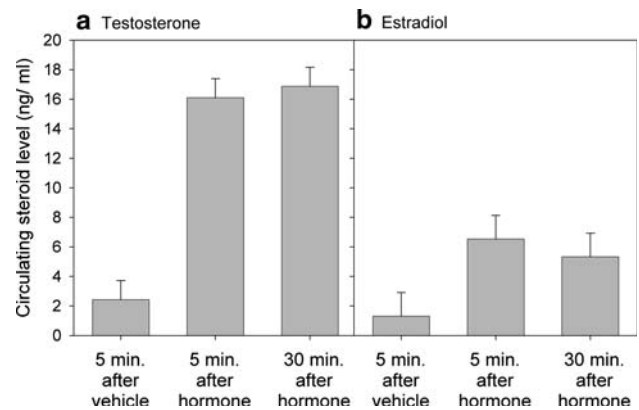 a Testosterone
b Estradiol
Circulating steroid level (ng/ ml)
20
18
16
14
12
10
8
6
4
2
0
5 min.
after
vehicle
5 min.
after
hormone
30 min.
after
hormone
5 min.
after
vehicle
5 min.
after
hormone
30 min.
after
hormone